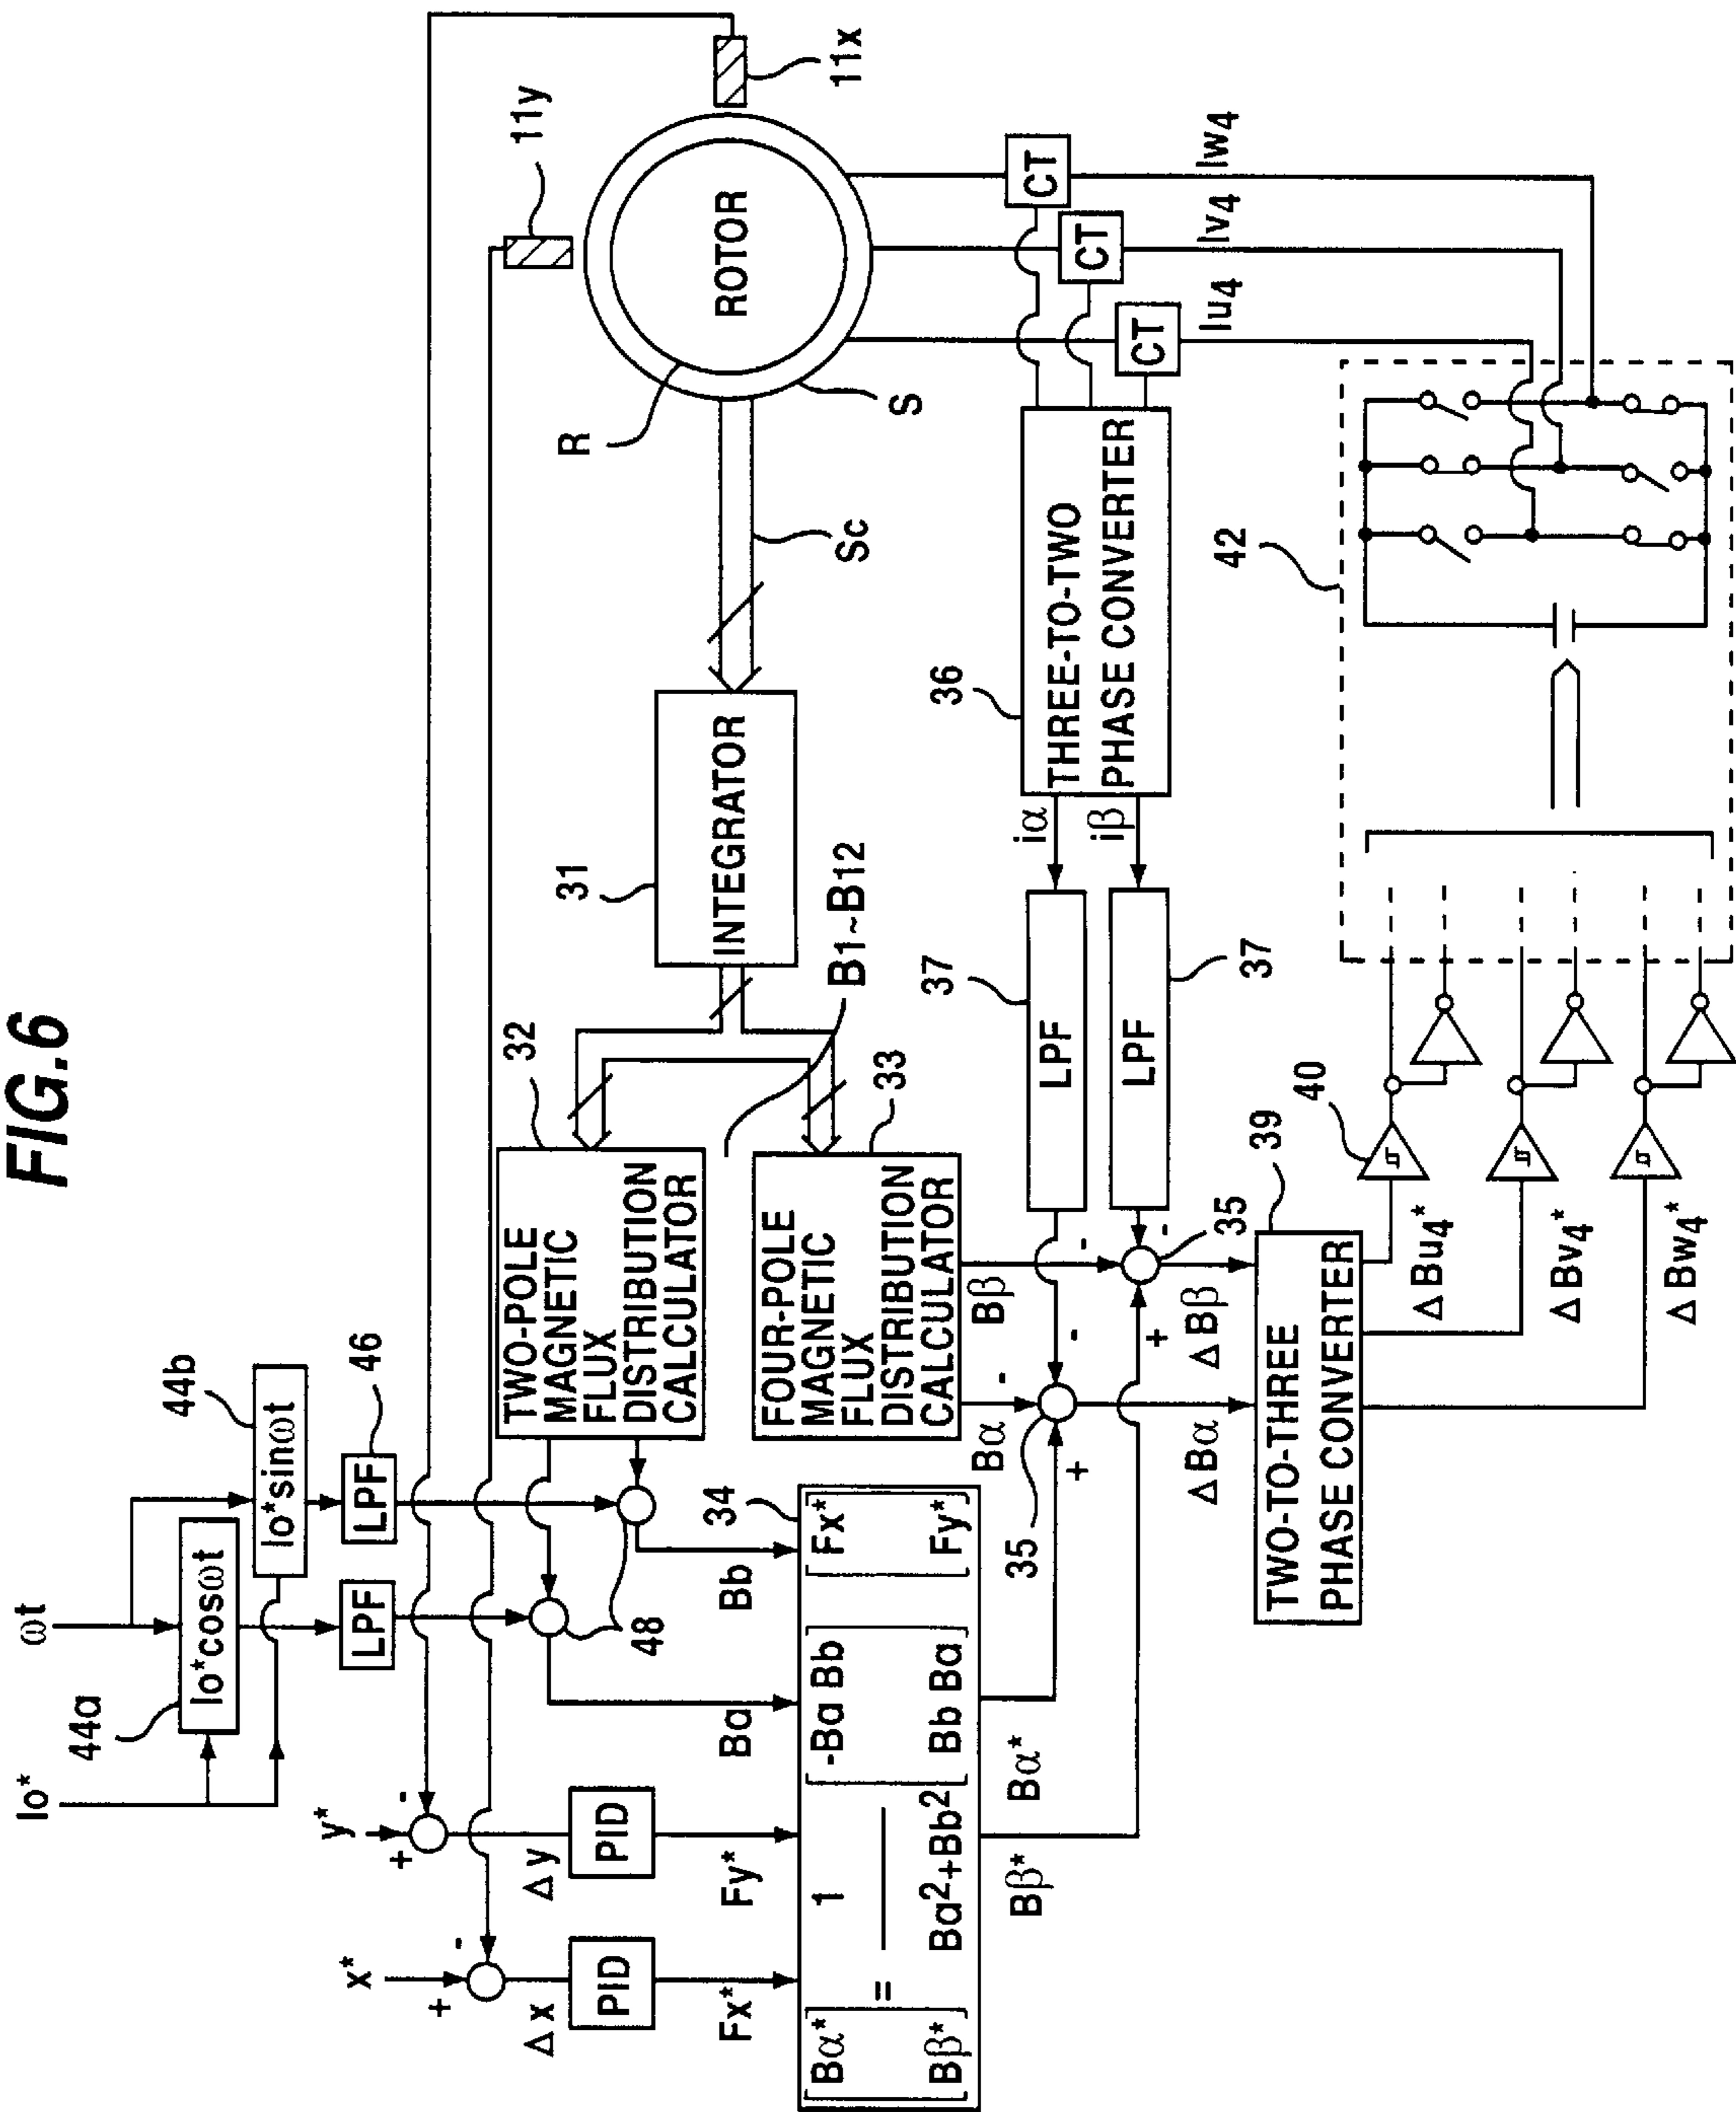 FIG.6
Io*
ωt
44a
Io*cosωt
44b
Io*sinωt
LPF
LPF
46
x*
+
-
y*
+
-
Δx
Δy
PID
PID
Fx*
Fy*
Ba
Bb
48
TWO-POLE
MAGNETIC
FLUX
DISTRIBUTION
CALCULATOR
32
FOUR-POLE
MAGNETIC
FLUX
DISTRIBUTION
CALCULATOR
33
B1~B12
INTEGRATOR
31
Sc
R
S
ROTOR
11y
11x
34
Bα*
Bβ*
=
1
Ba²+Bb²
-Ba Bb
Bb Ba
Fx*
Fy*
Bβ*
Bα*
Bα
Bβ
-
-
-
-
+
+
35
35
ΔBα
ΔBβ
LPF
37
LPF
37
iα
iβ
THREE-TO-TWO
PHASE CONVERTER
36
CT
CT
CT
Iu4
Iv4
Iw4
TWO-TO-THREE
PHASE CONVERTER
39
ΔBu4*
ΔBv4*
ΔBw4*
40
42